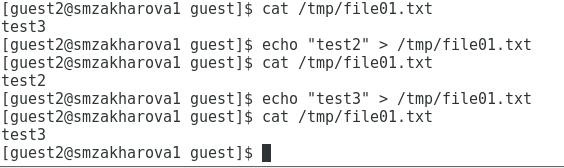 [guest2@smzakharova1 guest]$ cat /tmp/file01.txt
test3
[guest2@smzakharova1 guest]$ echo "test2" > /tmp/file01.txt
[guest2@smzakharova1 guest]$ cat /tmp/file01.txt
test2
[guest2@smzakharova1 guest]$ echo "test3" > /tmp/file01.txt
[guest2@smzakharova1 guest]$ cat /tmp/file01.txt
test3
[guest2@smzakharova1 guest]$